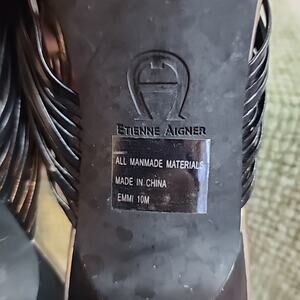 ETIENNE AIGNER
ALL MANMADE MATERIALS
MADE IN CHINA
EMMI 10M